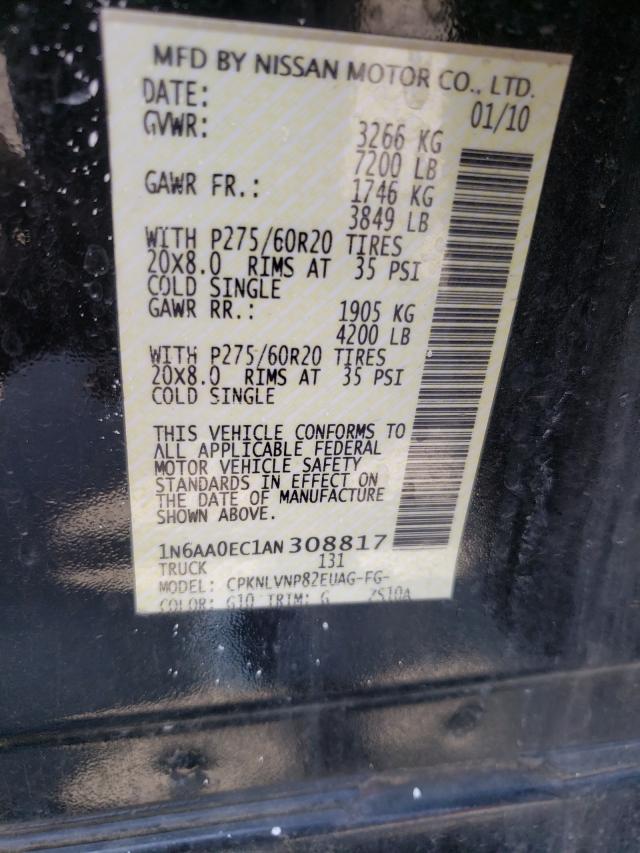 MFD BY NISSAN MOTOR CO., LTD.
DATE: 01/10
GVWR: 3266 KG
7200 LB
GAWR FR.: 1746 KG
3849 LB
WITH P275/60R20 TIRES
20X8.0 RIMS AT 35 PSI
COLD SINGLE
GAWR RR.: 1905 KG
4200 LB
WITH P275/60R20 TIRES
20X8.0 RIMS AT 35 PSI
COLD SINGLE
THIS VEHICLE CONFORMS TO
ALL APPLICABLE FEDERAL
MOTOR VEHICLE SAFETY
STANDARDS IN EFFECT ON
THE DATE OF MANUFACTURE
SHOWN ABOVE.
1N6AA0EC1AN308817
TRUCK 131
MODEL: CPKNLVNP82EUAG-FG-
COLOR: G10 TRIM: G ZS10A